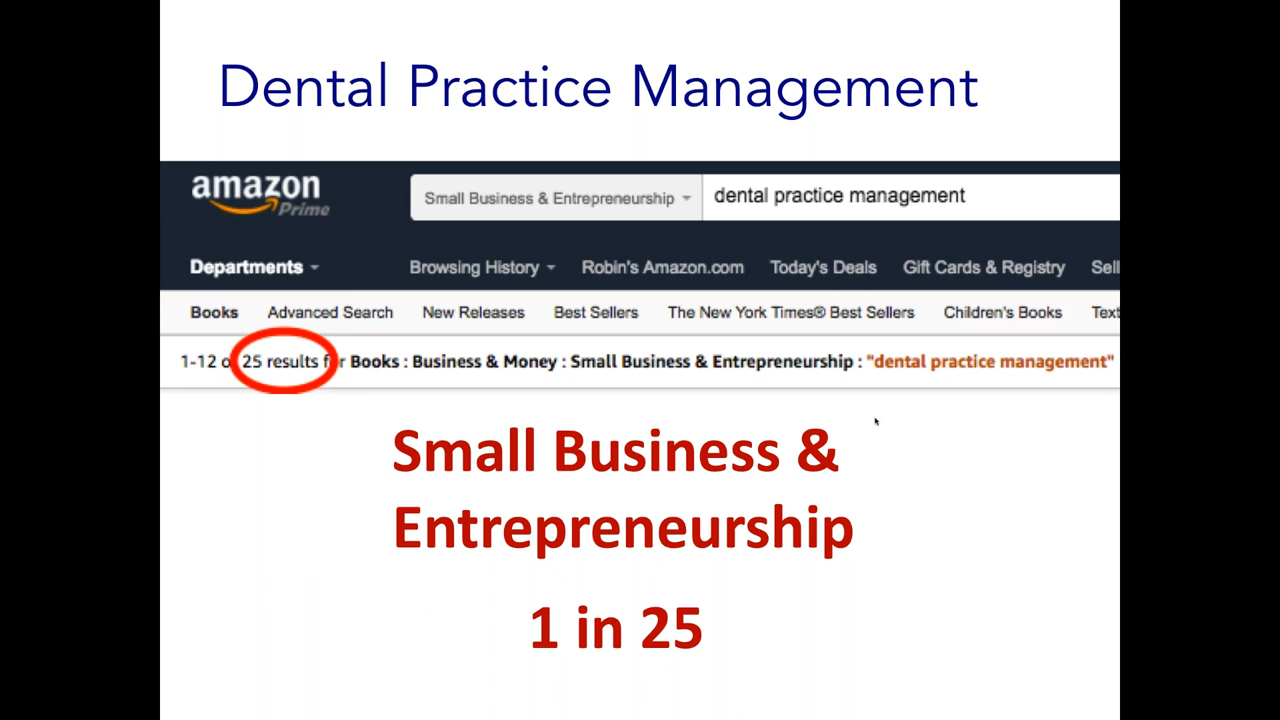 Dental Practice Management
amazon Prime
Small Business & Entrepreneurship
dental practice management
Departments
Browsing History
Robin's Amazon.com
Today's Deals
Gift Cards & Registry
Sell
Books
Advanced Search
New Releases
Best Sellers
The New York Times® Best Sellers
Children's Books
Text
1-12 of 25 results for Books : Business & Money : Small Business & Entrepreneurship : "dental practice management"
Small Business &
Entrepreneurship
1 in 25